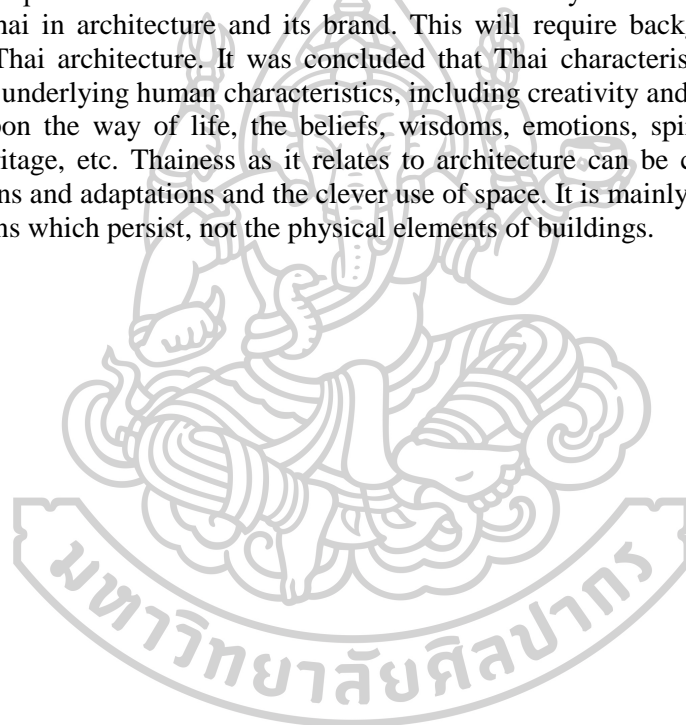 hai in architecture and its brand. This will require back
Thai architecture. It was concluded that Thai characteris
underlying human characteristics, including creativity and
on the way of life, the beliefs, wisdoms, emotions, spi
itage, etc. Thainess as it relates to architecture can be c
ns and adaptations and the clever use of space. It is mainly
ns which persist, not the physical elements of buildings.
มหาวิทยาลัยศิลปากร